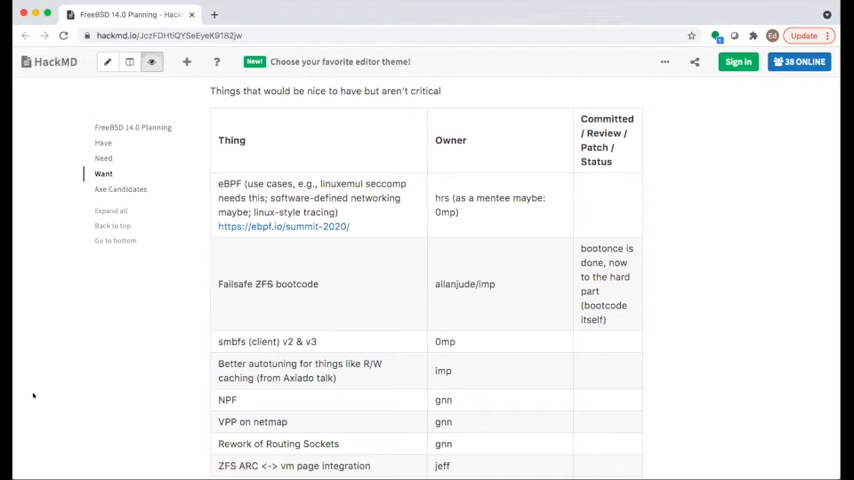 FreeBSD 14.0 Planning - HackM
hackmd.io/JczFDHtiQYSeEyeK9182jw
Ed
Update
HackMD
New! Choose your favorite editor theme!
Sign in
38 ONLINE
Things that would be nice to have but aren't critical
FreeBSD 14.0 Planning
Have
Need
Want
Axe Candidates
Expand all
Back to top
Go to bottom
Thing
Owner
Committed
/ Review /
Patch /
Status
eBPF (use cases, e.g., linuxemul seccomp
needs this; software-defined networking
maybe; linux-style tracing)
https://ebpf.io/summit-2020/
hrs (as a mentee maybe:
0mp)
Failsafe ZFS bootcode
allanjude/imp
bootonce is
done, now
to the hard
part
(bootcode
itself)
smbfs (client) v2 & v3
0mp
Better autotuning for things like R/W
caching (from Axiado talk)
imp
NPF
gnn
VPP on netmap
gnn
Rework of Routing Sockets
gnn
ZFS ARC <-> vm page integration
jeff